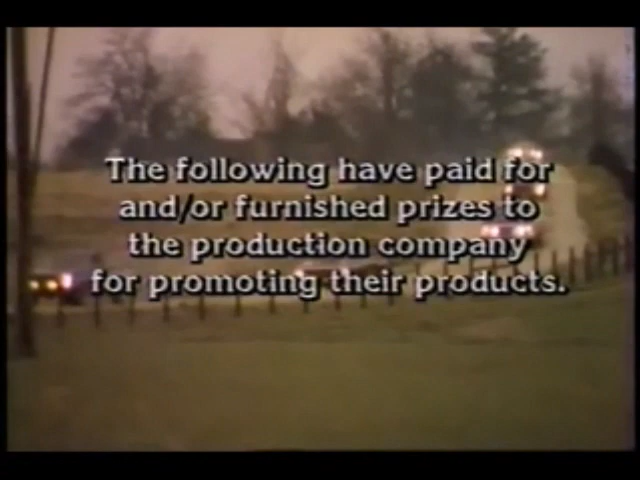 The following have paid for
and/or furnished prizes to
the production company
for promoting their products.